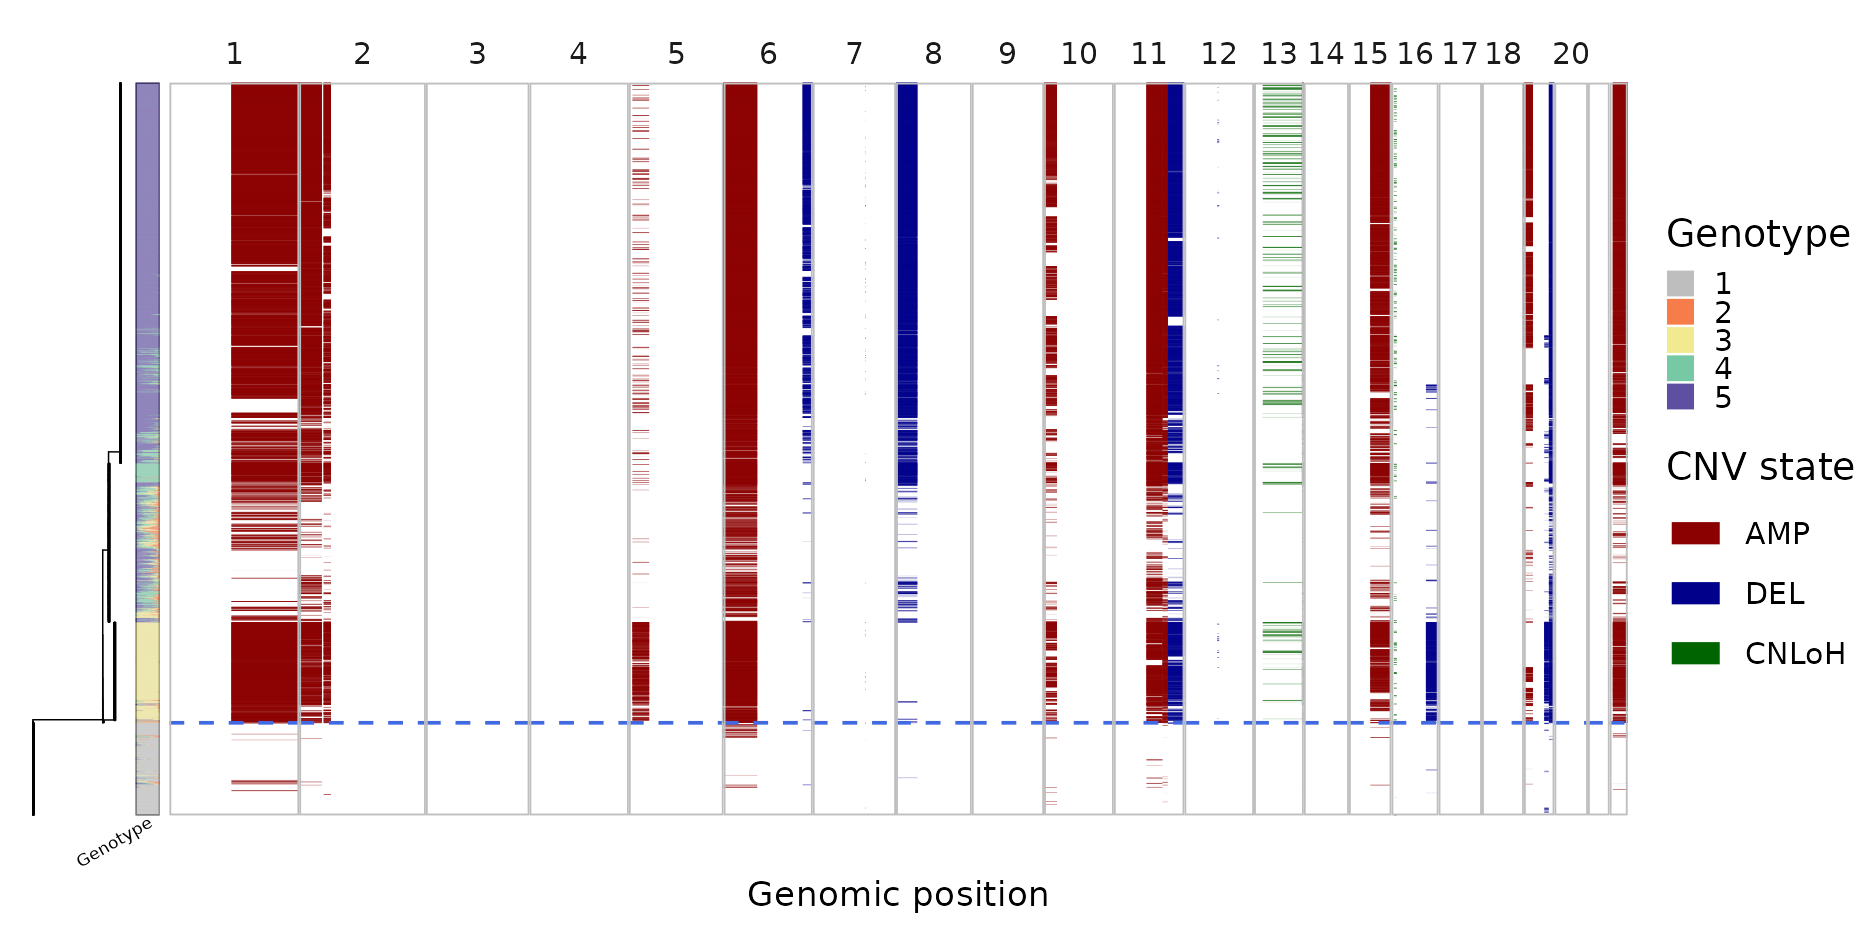 1 2 3 4 5 6 7 8 9 10 11 12 13 14 15 16 17 18 20
Genotype
1
2
3
4
5
CNV state
AMP
DEL
CNLoH
Genotype
Genomic position